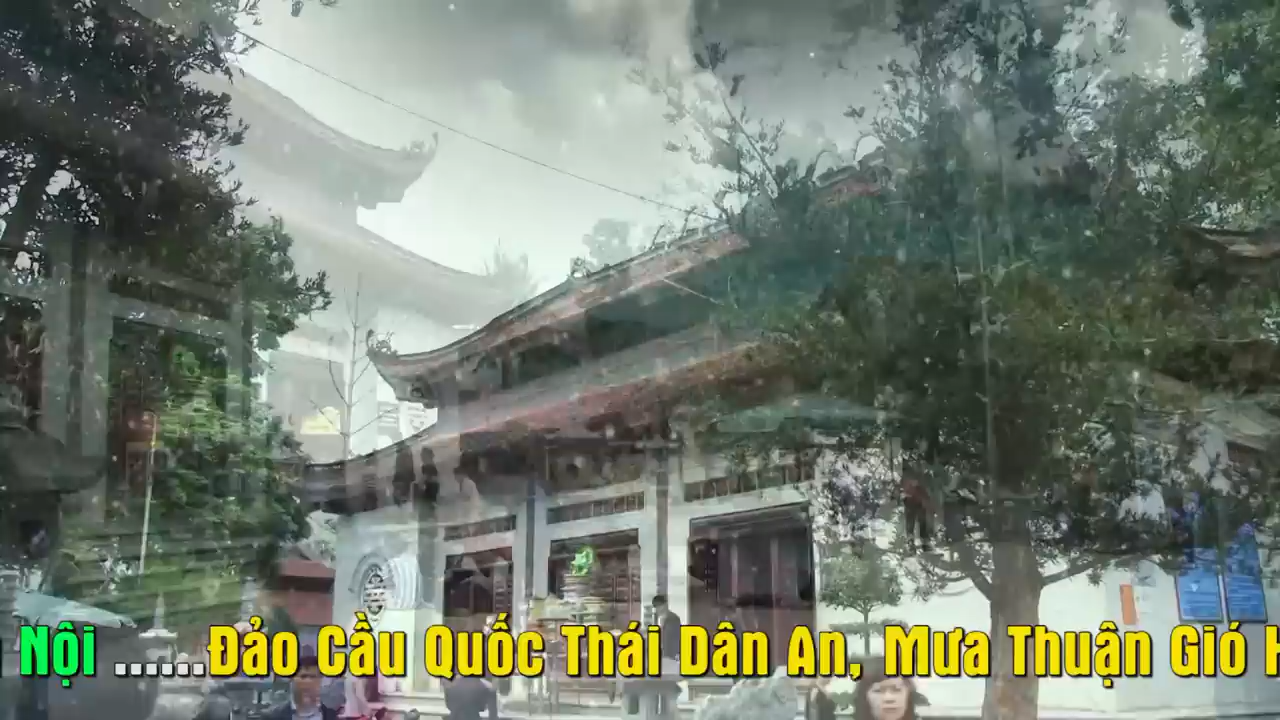 Nội ......Đảo Cầu Quốc Thái Dân An, Mưa Thuận Gió